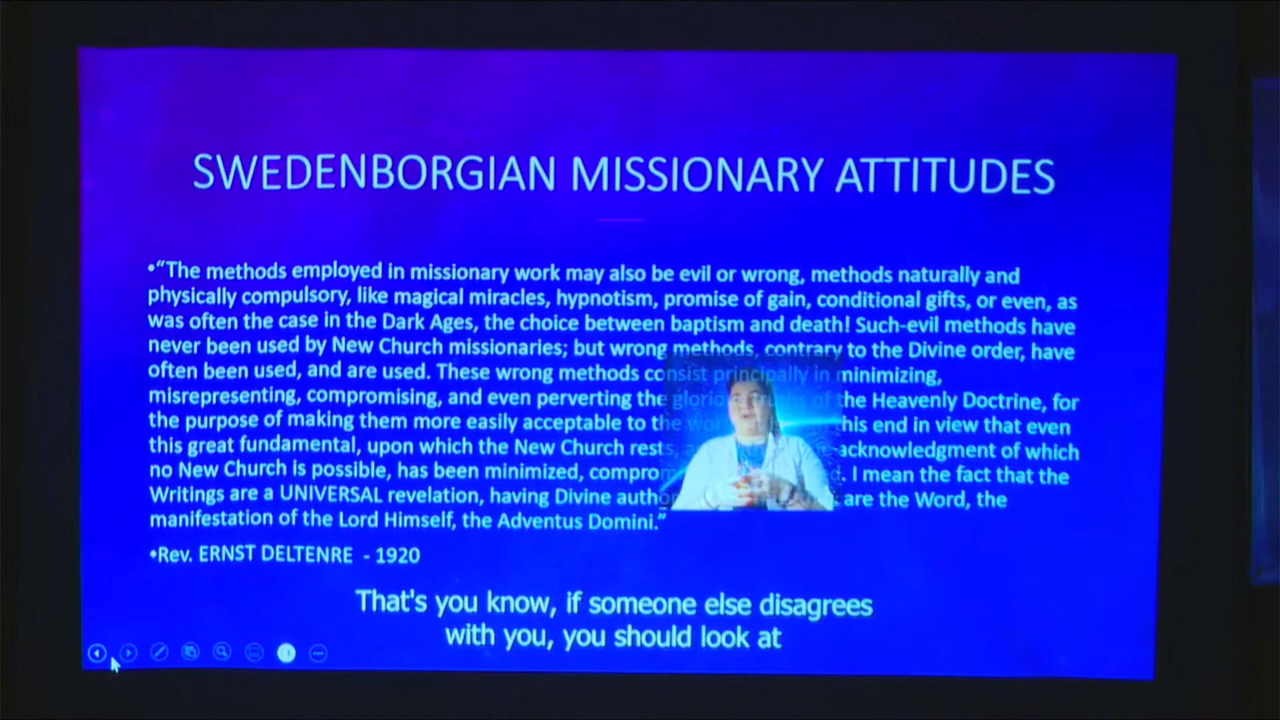 SWEDENBORGIAN MISSIONARY ATTITUDES
•"The methods employed in missionary work may also be evil or wrong, methods naturally and
physically compulsory, like magical miracles, hypnotism, promise of gain, conditional gifts, or even, as
was often the case in the Dark Ages, the choice between baptism and death! Such-evil methods have
never been used by New Church missionaries; but wrong methods, contrary to the Divine order, have
often been used, and are used. These wrong methods consist principally in minimizing,
misrepresenting, compromising, and even perverting the glorious truths of the Heavenly Doctrine, for
the purpose of making them more easily acceptable to the this end in view that even
this great fundamental, upon which the New Church rests, acknowledgment of which
no New Church is possible, has been minimized, I mean the fact that the
Writings are a UNIVERSAL revelation, having Divine are the Word, the
manifestation of the Lord Himself, the Adventus Domini."
•Rev. ERNST DELTENRE - 1920
That's you know, if someone else disagrees
with you, you should look at